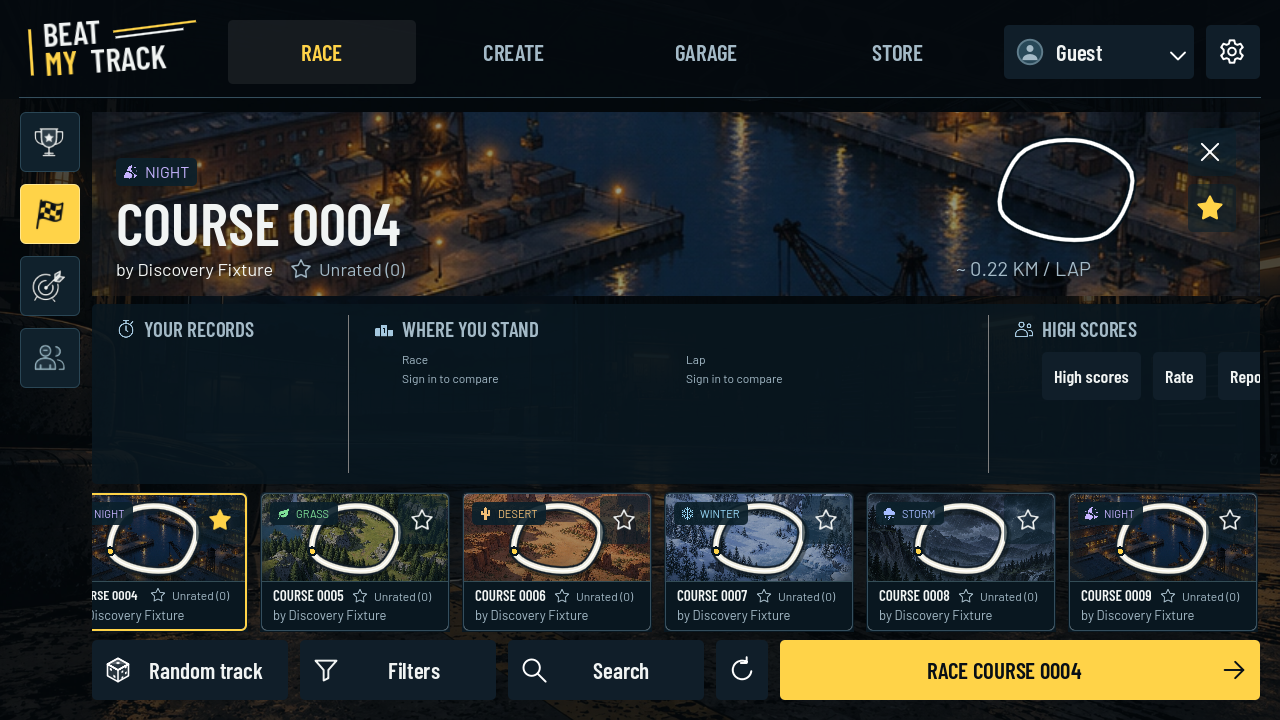 BEAT
MY TRACK
RACE
CREATE
GARAGE
STORE
Guest
NIGHT
COURSE 0004
by Discovery Fixture
Unrated (0)
~ 0.22 KM / LAP
YOUR RECORDS
WHERE YOU STAND
Race
Sign in to compare
Lap
Sign in to compare
HIGH SCORES
High scores
Rate
Repo
NIGHT
RSE 0004
Unrated (0)
Discovery Fixture
GRASS
COURSE 0005
Unrated (0)
by Discovery Fixture
DESERT
COURSE 0006
Unrated (0)
by Discovery Fixture
WINTER
COURSE 0007
Unrated (0)
by Discovery Fixture
STORM
COURSE 0008
Unrated (0)
by Discovery Fixture
NIGHT
COURSE 0009
Unrated (0)
by Discovery Fixture
Random track
Filters
Search
RACE COURSE 0004